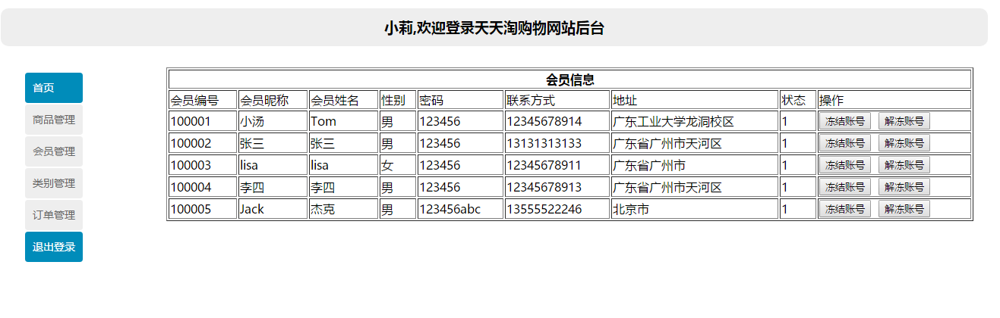 小莉,欢迎登录天天淘购物网站后台
首页
商品管理
会员管理
类别管理
订单管理
退出登录
会员信息
会员编号 会员昵称 会员姓名 性别 密码 联系方式 地址 状态 操作
100001 小汤 Tom 男 123456 12345678914 广东工业大学龙洞校区 1 冻结账号 解冻账号
100002 张三 张三 男 123456 13131313133 广东省广州市天河区 1 冻结账号 解冻账号
100003 lisa lisa 女 123456 12345678911 广东省广州市 1 冻结账号 解冻账号
100004 李四 李四 男 123456 12345678913 广东省广州市天河区 1 冻结账号 解冻账号
100005 Jack 杰克 男 123456abc 13555522246 北京市 1 冻结账号 解冻账号